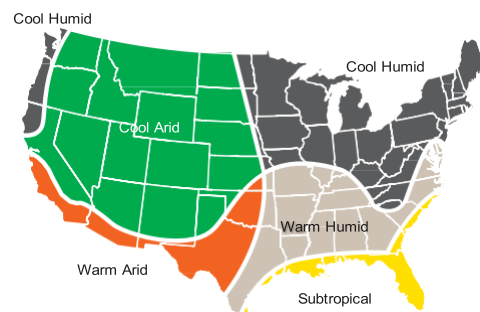 Cool Humid
Cool Humid
Cool Arid
Warm Humid
Warm Arid
Subtropical